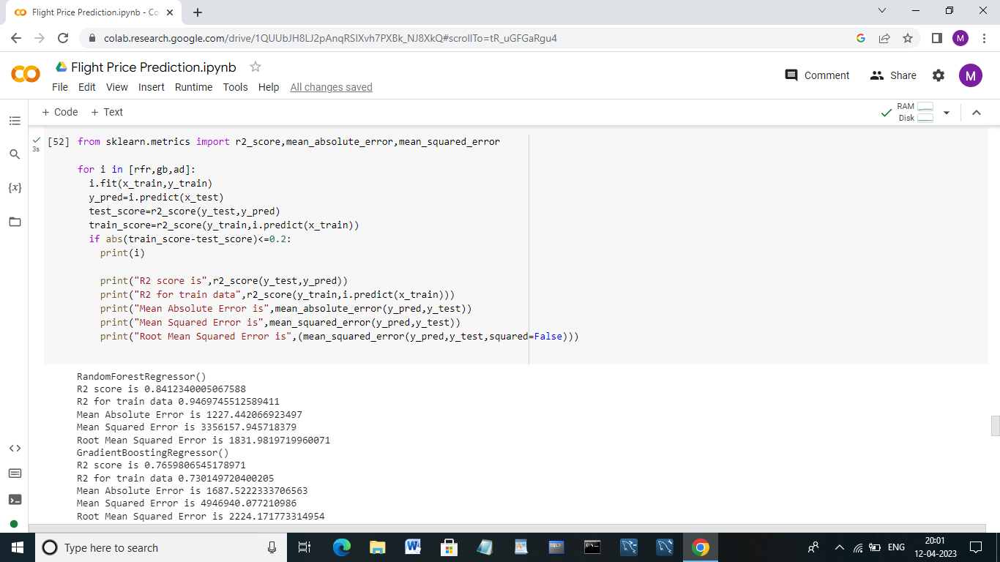 Flight Price Prediction.ipynb - Co
colab.research.google.com/drive/1QUUbJH8LJ2pAnqRSIXvh7PXBk_NJ8XkQ#scrollTo=tR_uGFGaRgu4
M
Flight Price Prediction.ipynb
File Edit View Insert Runtime Tools Help All changes saved
Comment Share M
+ Code + Text
RAM
Disk
[52] from sklearn.metrics import r2_score,mean_absolute_error,mean_squared_error
3s
for i in [rfr,gb,ad]:
i.fit(x_train,y_train)
y_pred=i.predict(x_test)
test_score=r2_score(y_test,y_pred)
train_score=r2_score(y_train,i.predict(x_train))
if abs(train_score-test_score)<=0.2:
print(i)
print("R2 score is",r2_score(y_test,y_pred))
print("R2 for train data",r2_score(y_train,i.predict(x_train)))
print("Mean Absolute Error is",mean_absolute_error(y_pred,y_test))
print("Mean Squared Error is",mean_squared_error(y_pred,y_test))
print("Root Mean Squared Error is",(mean_squared_error(y_pred,y_test,squared=False)))
RandomForestRegressor()
R2 score is 0.8412340005067588
R2 for train data 0.9469745512589411
Mean Absolute Error is 1227.442066923497
Mean Squared Error is 3356157.945718379
Root Mean Squared Error is 1831.9819719960071
GradientBoostingRegressor()
R2 score is 0.7659806545178971
R2 for train data 0.730149720400205
Mean Absolute Error is 1687.5222333706563
Mean Squared Error is 4946940.077210986
Root Mean Squared Error is 2224.171773314954
Type here to search
ENG
20:01
12-04-2023